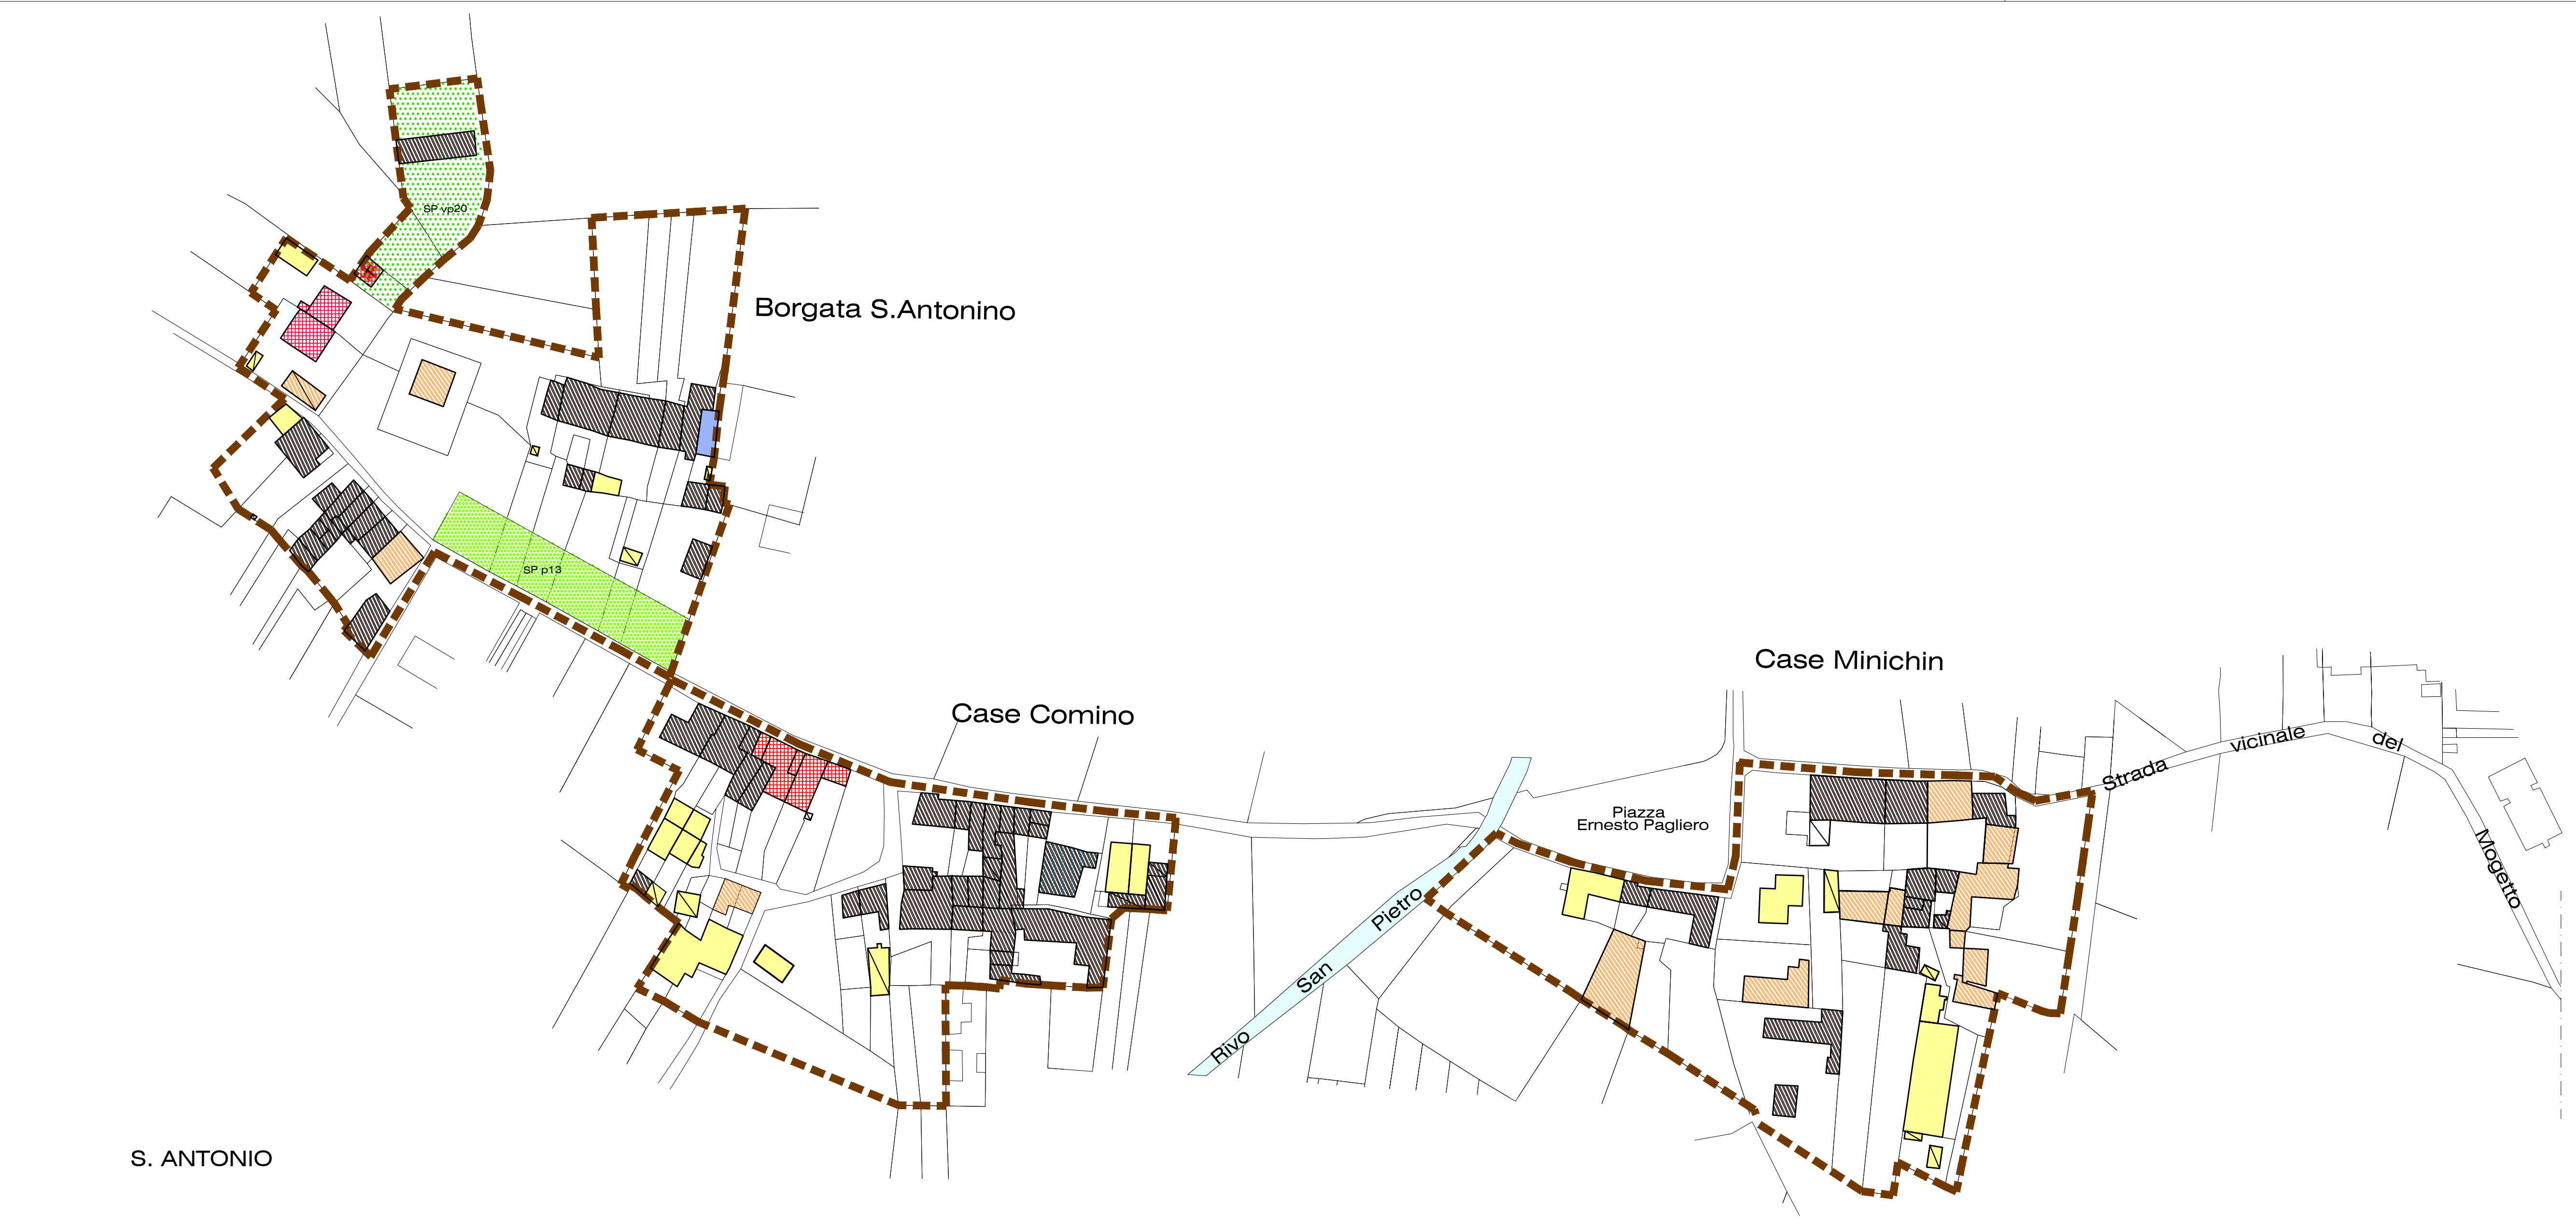 SP vp20
Borgata S.Antonino
SP p13
Case Comino
Case Minichin
Piazza
Ernesto Pagliero
Strada vicinale del Mogetto
Rivo San Pietro
S. ANTONIO